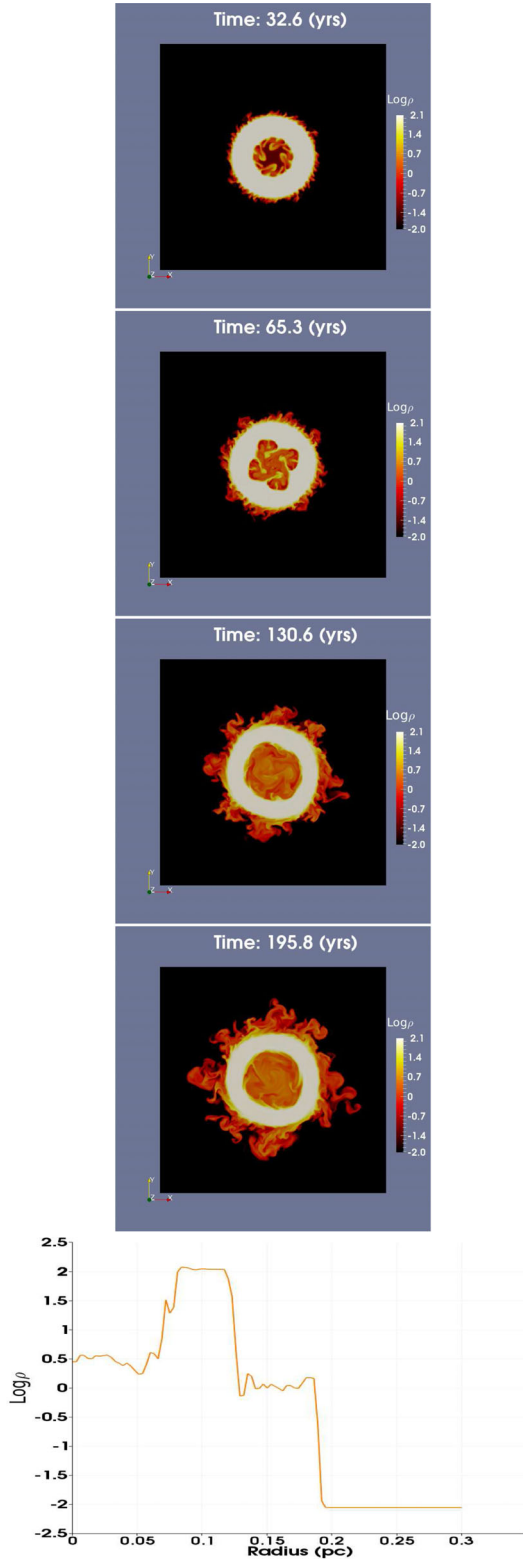 Time: 32.6 (yrs)
Logρ
2.1
1.4
0.7
0
-0.7
-1.4
-2.0
Y
Z X
Time: 65.3 (yrs)
Logρ
2.1
1.4
0.7
0
-0.7
-1.4
-2.0
Y
Z X
Time: 130.6 (yrs)
Logρ
2.1
1.4
0.7
0
-0.7
-1.4
-2.0
Y
Z X
Time: 195.8 (yrs)
Logρ
2.1
1.4
0.7
0
-0.7
-1.4
-2.0
Y
Z X
2.5
2
1.5
1
0.5
0
-0.5
-1
-1.5
-2
-2.5
Logρ
0 0.05 0.1 0.15 0.2 0.25 0.3
Radius (pc)